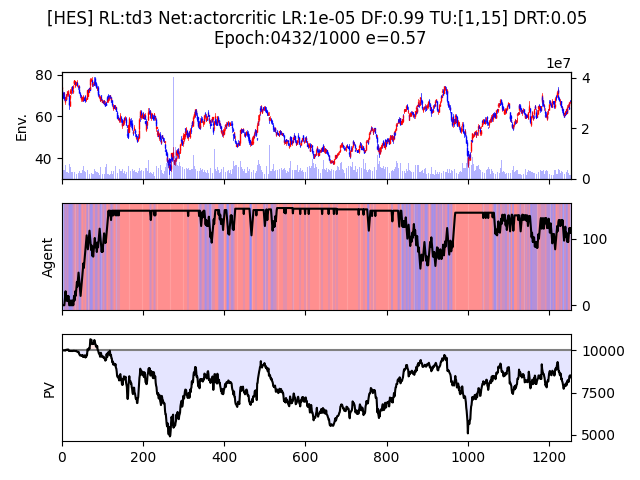 [HES] RL:td3 Net:actorcritic LR:1e-05 DF:0.99 TU:[1,15] DRT:0.05
Epoch:0432/1000 e=0.57
1e7
80
60
40
Env.
4
2
0
Agent
100
0
PV
10000
7500
5000
0 200 400 600 800 1000 1200